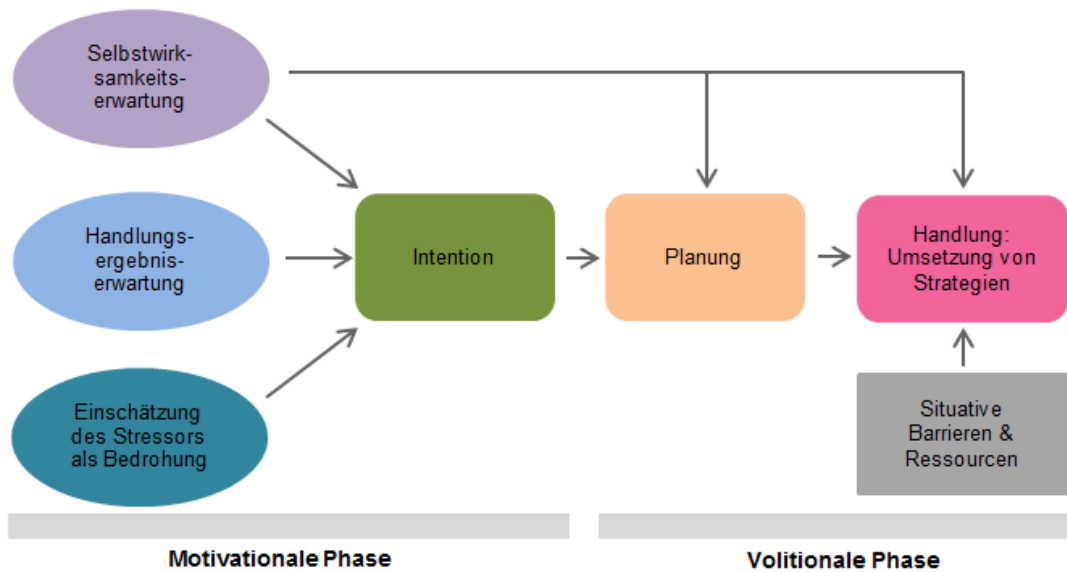 Selbstwirk-
samkeits-
erwartung
Handlungs-
ergebnis-
erwartung
Einschätzung
des Stressors
als Bedrohung
Intention
Planung
Handlung:
Umsetzung von
Strategien
Situative
Barrieren &
Ressourcen
Motivationale Phase
Volitionale Phase